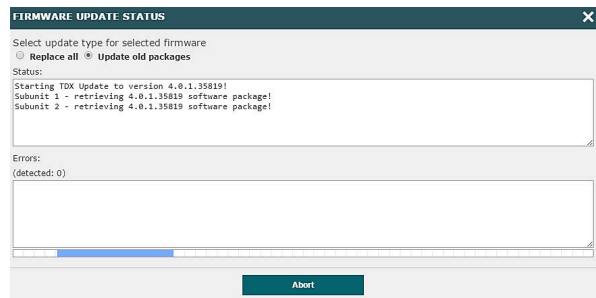 FIRMWARE UPDATE STATUS
Select update type for selected firmware
Replace all Update old packages
Status:
Starting TDX Update to version 4.0.1.35819!
Subunit 1 - retrieving 4.0.1.35819 software package!
Subunit 2 - retrieving 4.0.1.35819 software package!
Errors:
(detected: 0)
Abort